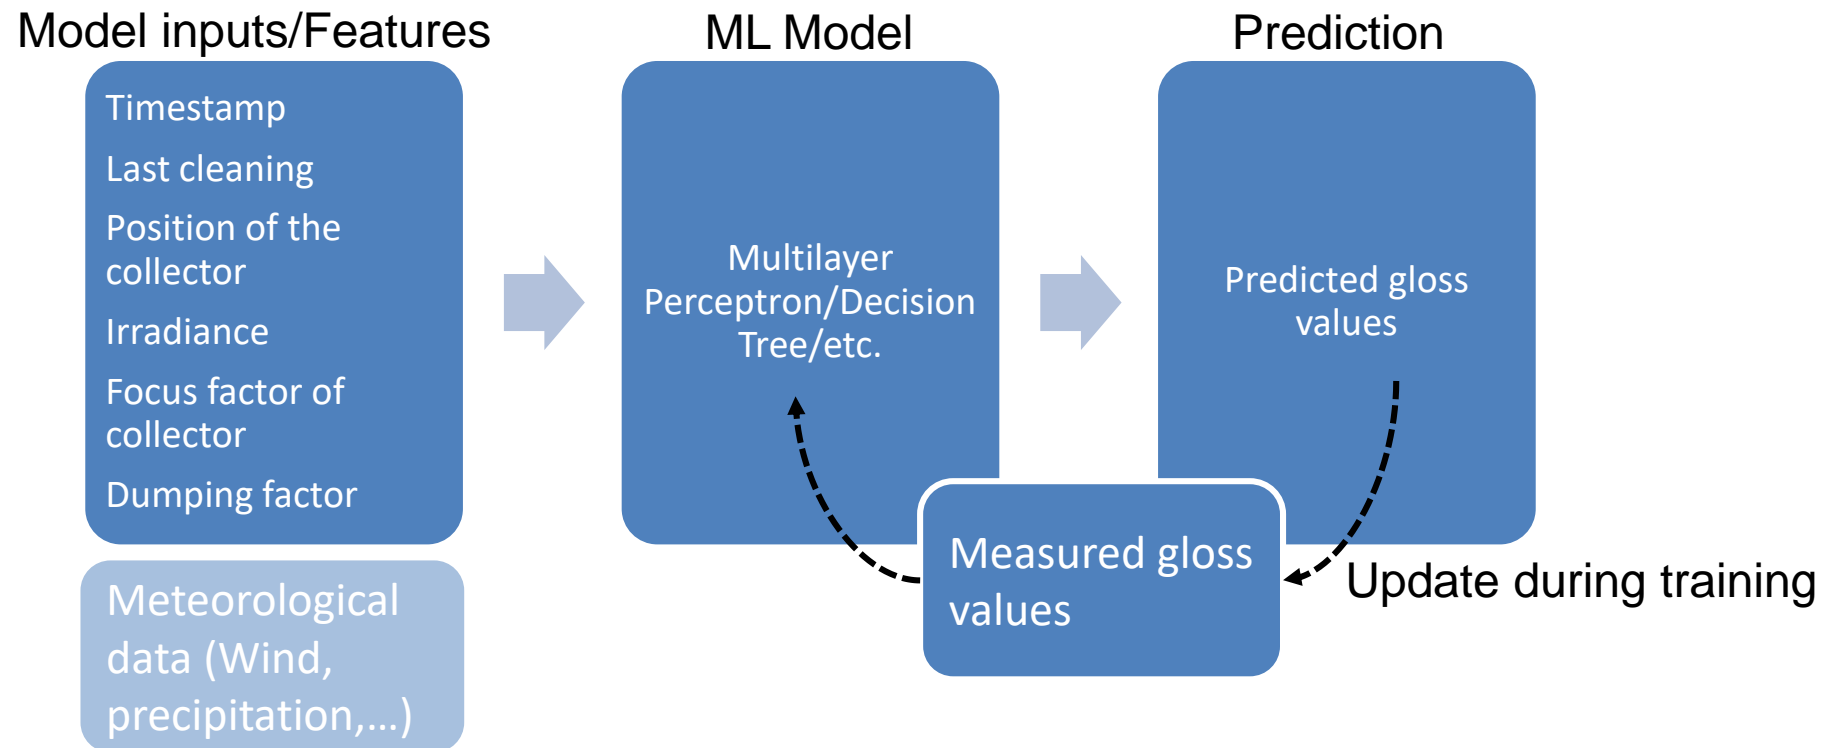 Model inputs/Features
Timestamp
Last cleaning
Position of the
collector
Irradiance
Focus factor of
collector
Dumping factor
Meteorological
data (Wind,
precipitation,...)
ML Model
Multilayer
Perceptron/Decision
Tree/etc.
Prediction
Predicted gloss
values
Measured gloss
values
Update during training